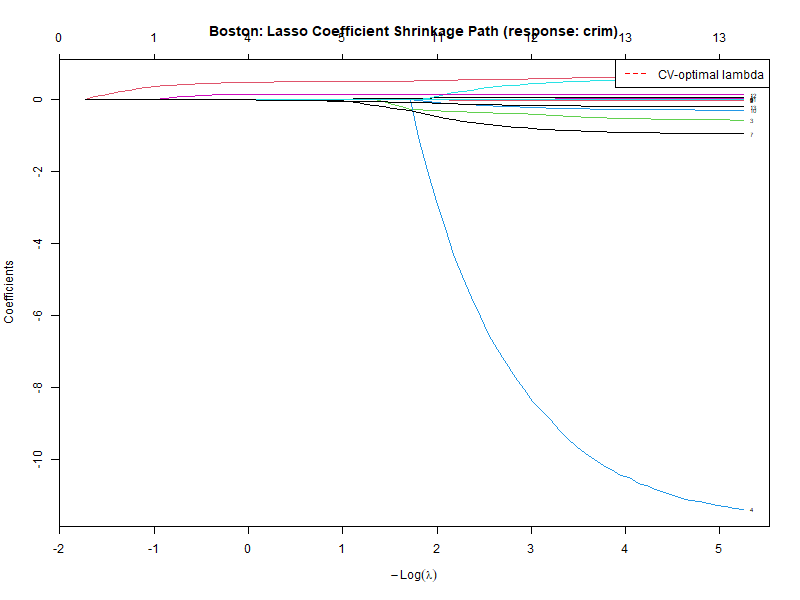 Boston: Lasso Coefficient Shrinkage Path (response: crim)
0 1 4 5 11 12 13 13
CV-optimal lambda
0
-2
-4
-6
-8
-10
3
7
4
Coefficients
-2 -1 0 1 2 3 4 5
−Log(λ)